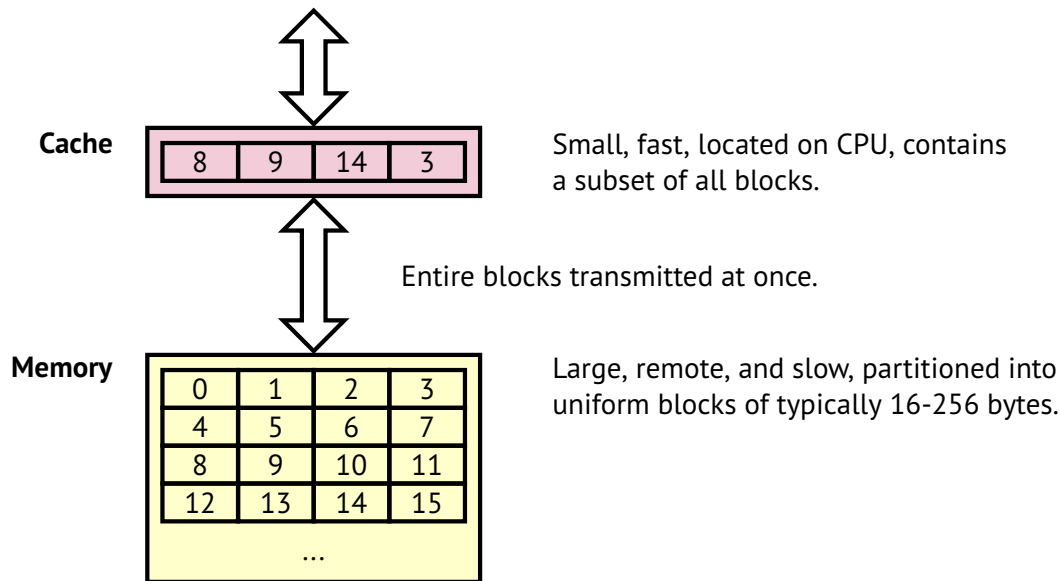 Cache
8 9 14 3
Small, fast, located on CPU, contains
a subset of all blocks.
Entire blocks transmitted at once.
Memory
0 1 2 3
4 5 6 7
8 9 10 11
12 13 14 15
...
Large, remote, and slow, partitioned into
uniform blocks of typically 16-256 bytes.